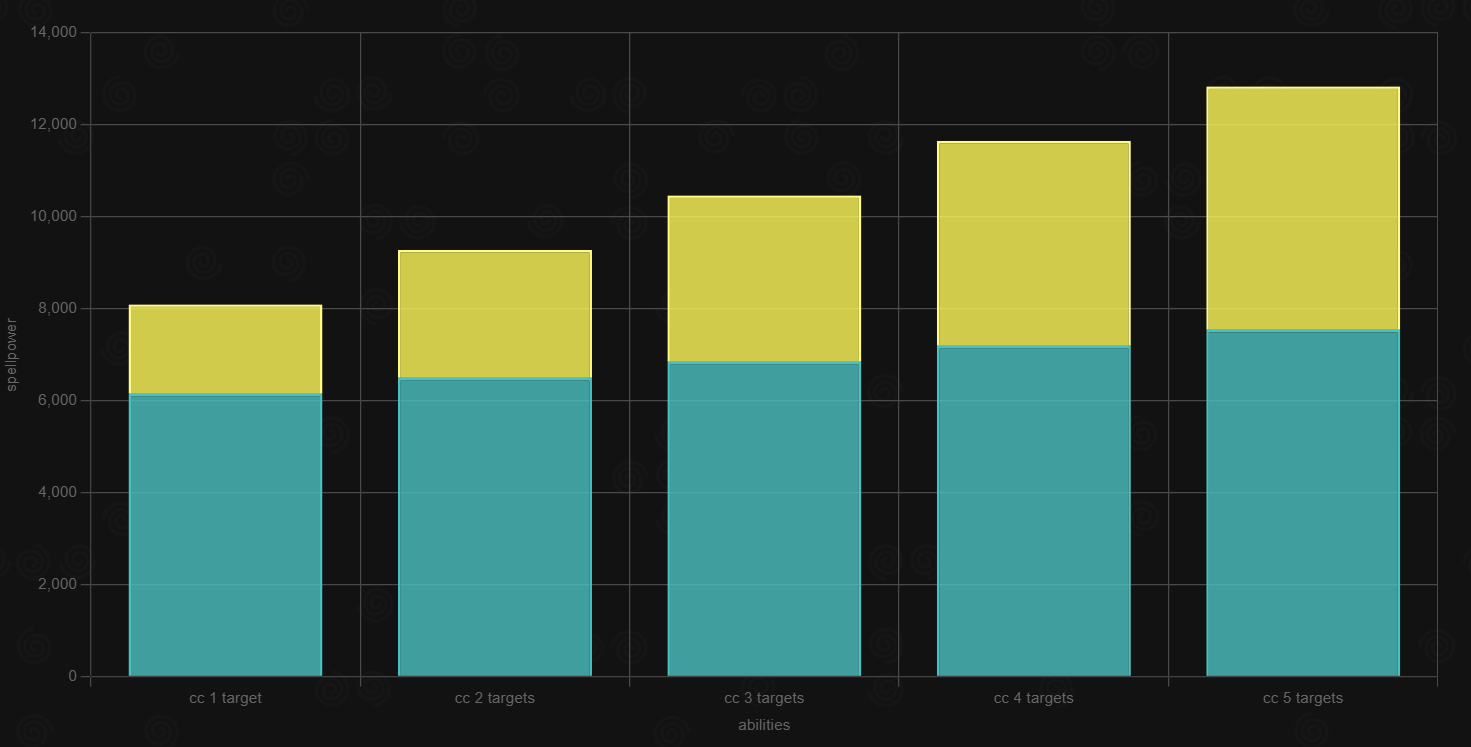 14,000
12,000
10,000
8,000
6,000
4,000
2,000
0
spellpower
cc 1 target
cc 2 targets
cc 3 targets
cc 4 targets
cc 5 targets
abilities